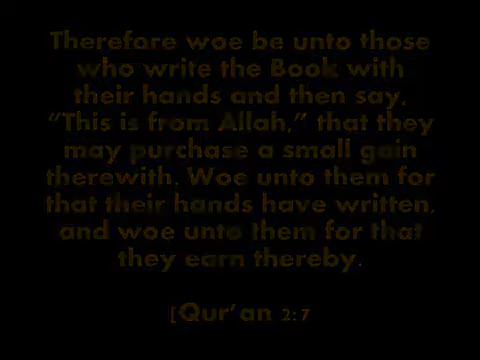 Therefore woe be unto those
who write the Book with
their hands and then say,
“This is from Allah,” that they
may purchase a small gain
therewith. Woe unto them for
that their hands have written,
and woe unto them for that
they earn thereby.
[Qur’an 2:7